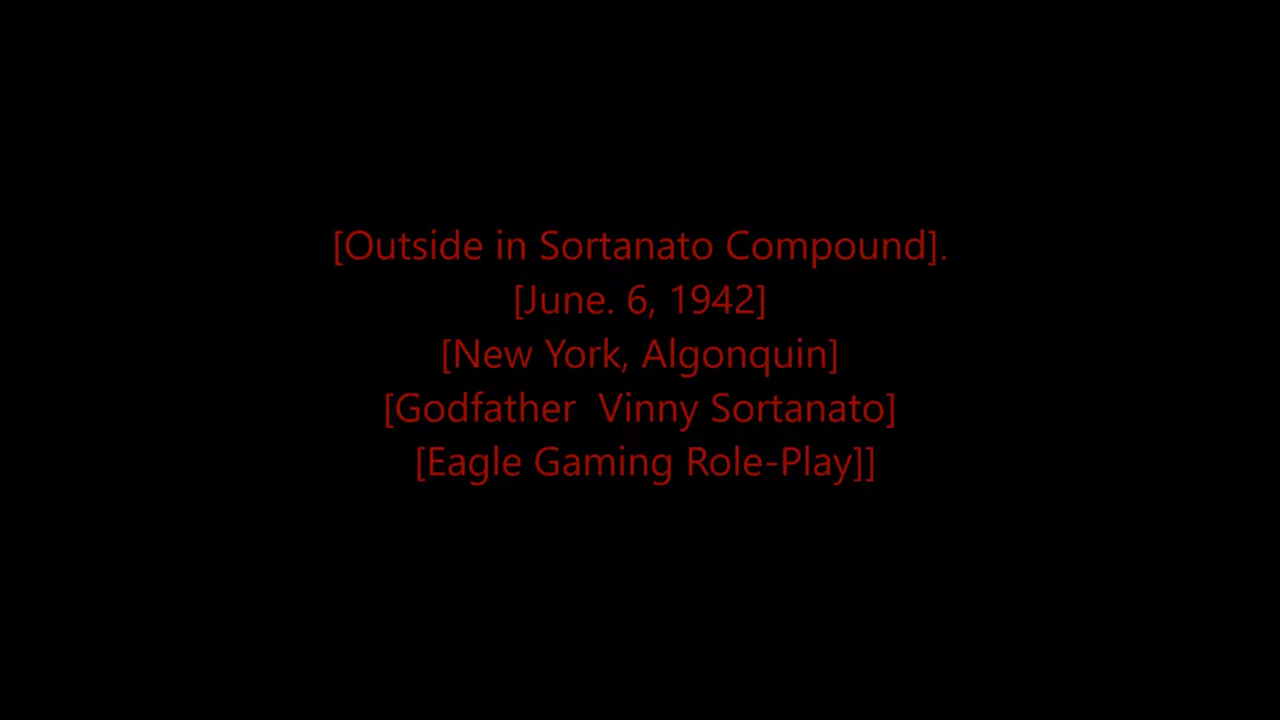 [Outside in Sortanato Compound].
[June. 6, 1942]
[New York, Algonquin]
[Godfather  Vinny Sortanato]
[Eagle Gaming Role-Play]]